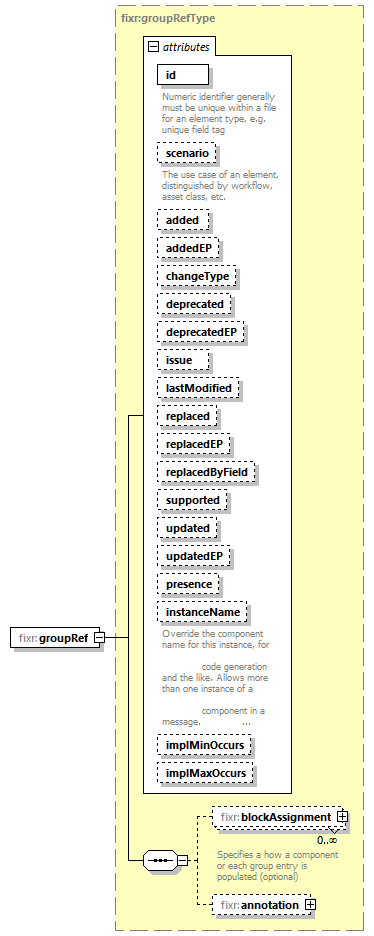 fixr:groupRefType
attributes
id
Numeric identifier generally
must be unique within a file
for an element type, e.g.
unique field tag
scenario
The use case of an element,
distinguished by workflow,
asset class, etc.
added
addedEP
changeType
deprecated
deprecatedEP
issue
lastModified
replaced
replacedEP
replacedByField
supported
updated
updatedEP
presence
instanceName
Override the component
name for this instance, for
code generation
and the like. Allows more
than one instance of a
component in a
message. ...
implMinOccurs
implMaxOccurs
fixr:groupRef
fixr:blockAssignment
0..∞
Specifies a how a component
or each group entry is
populated (optional)
fixr:annotation